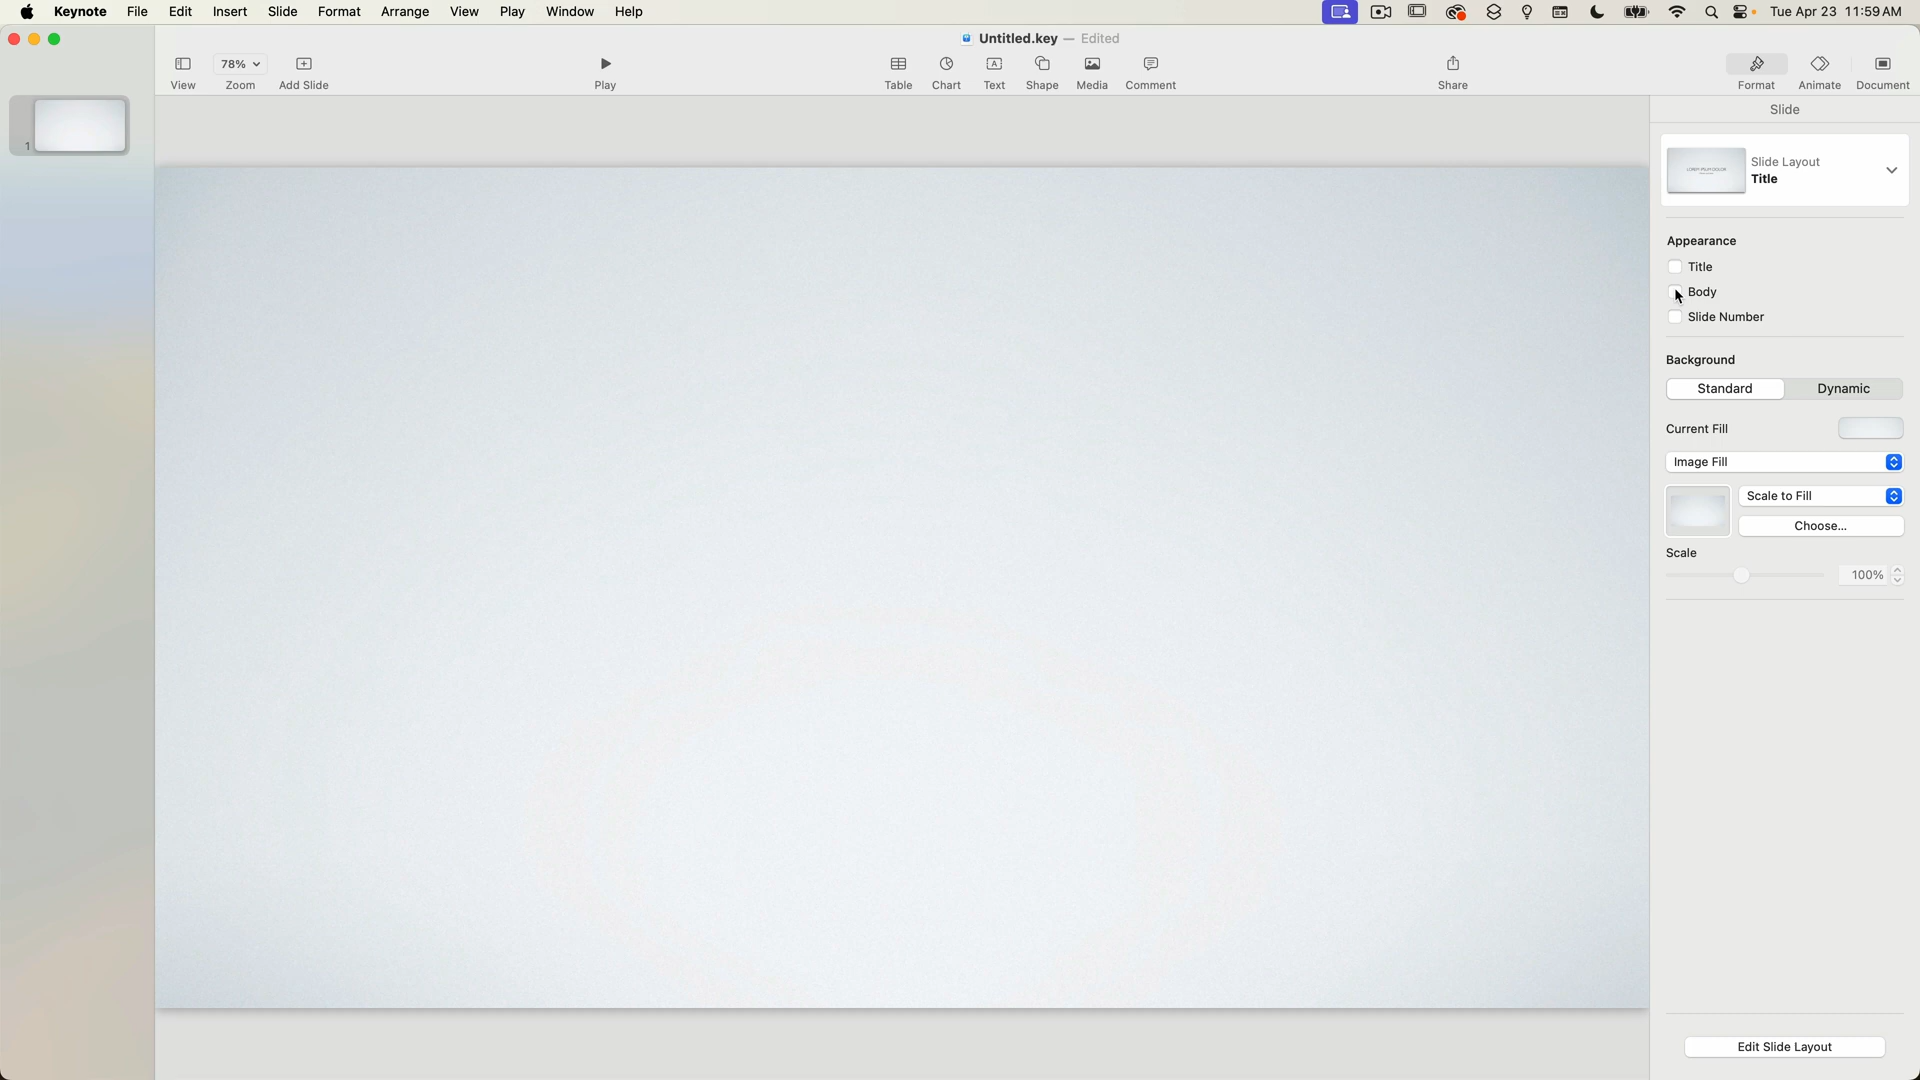 Keynote File Edit Insert Slide Format Arrange View Play Window Help Tue Apr 23 11:59 AM
Untitled.key — Edited
78%
View Zoom Add Slide Play Table Chart Text Shape Media Comment Share Format Animate Document
Slide
1
Slide Layout
Title
Appearance
Title
Body
Slide Number
Background
Standard Dynamic
Current Fill
Image Fill
Scale to Fill
Choose...
Scale
100%
Edit Slide Layout